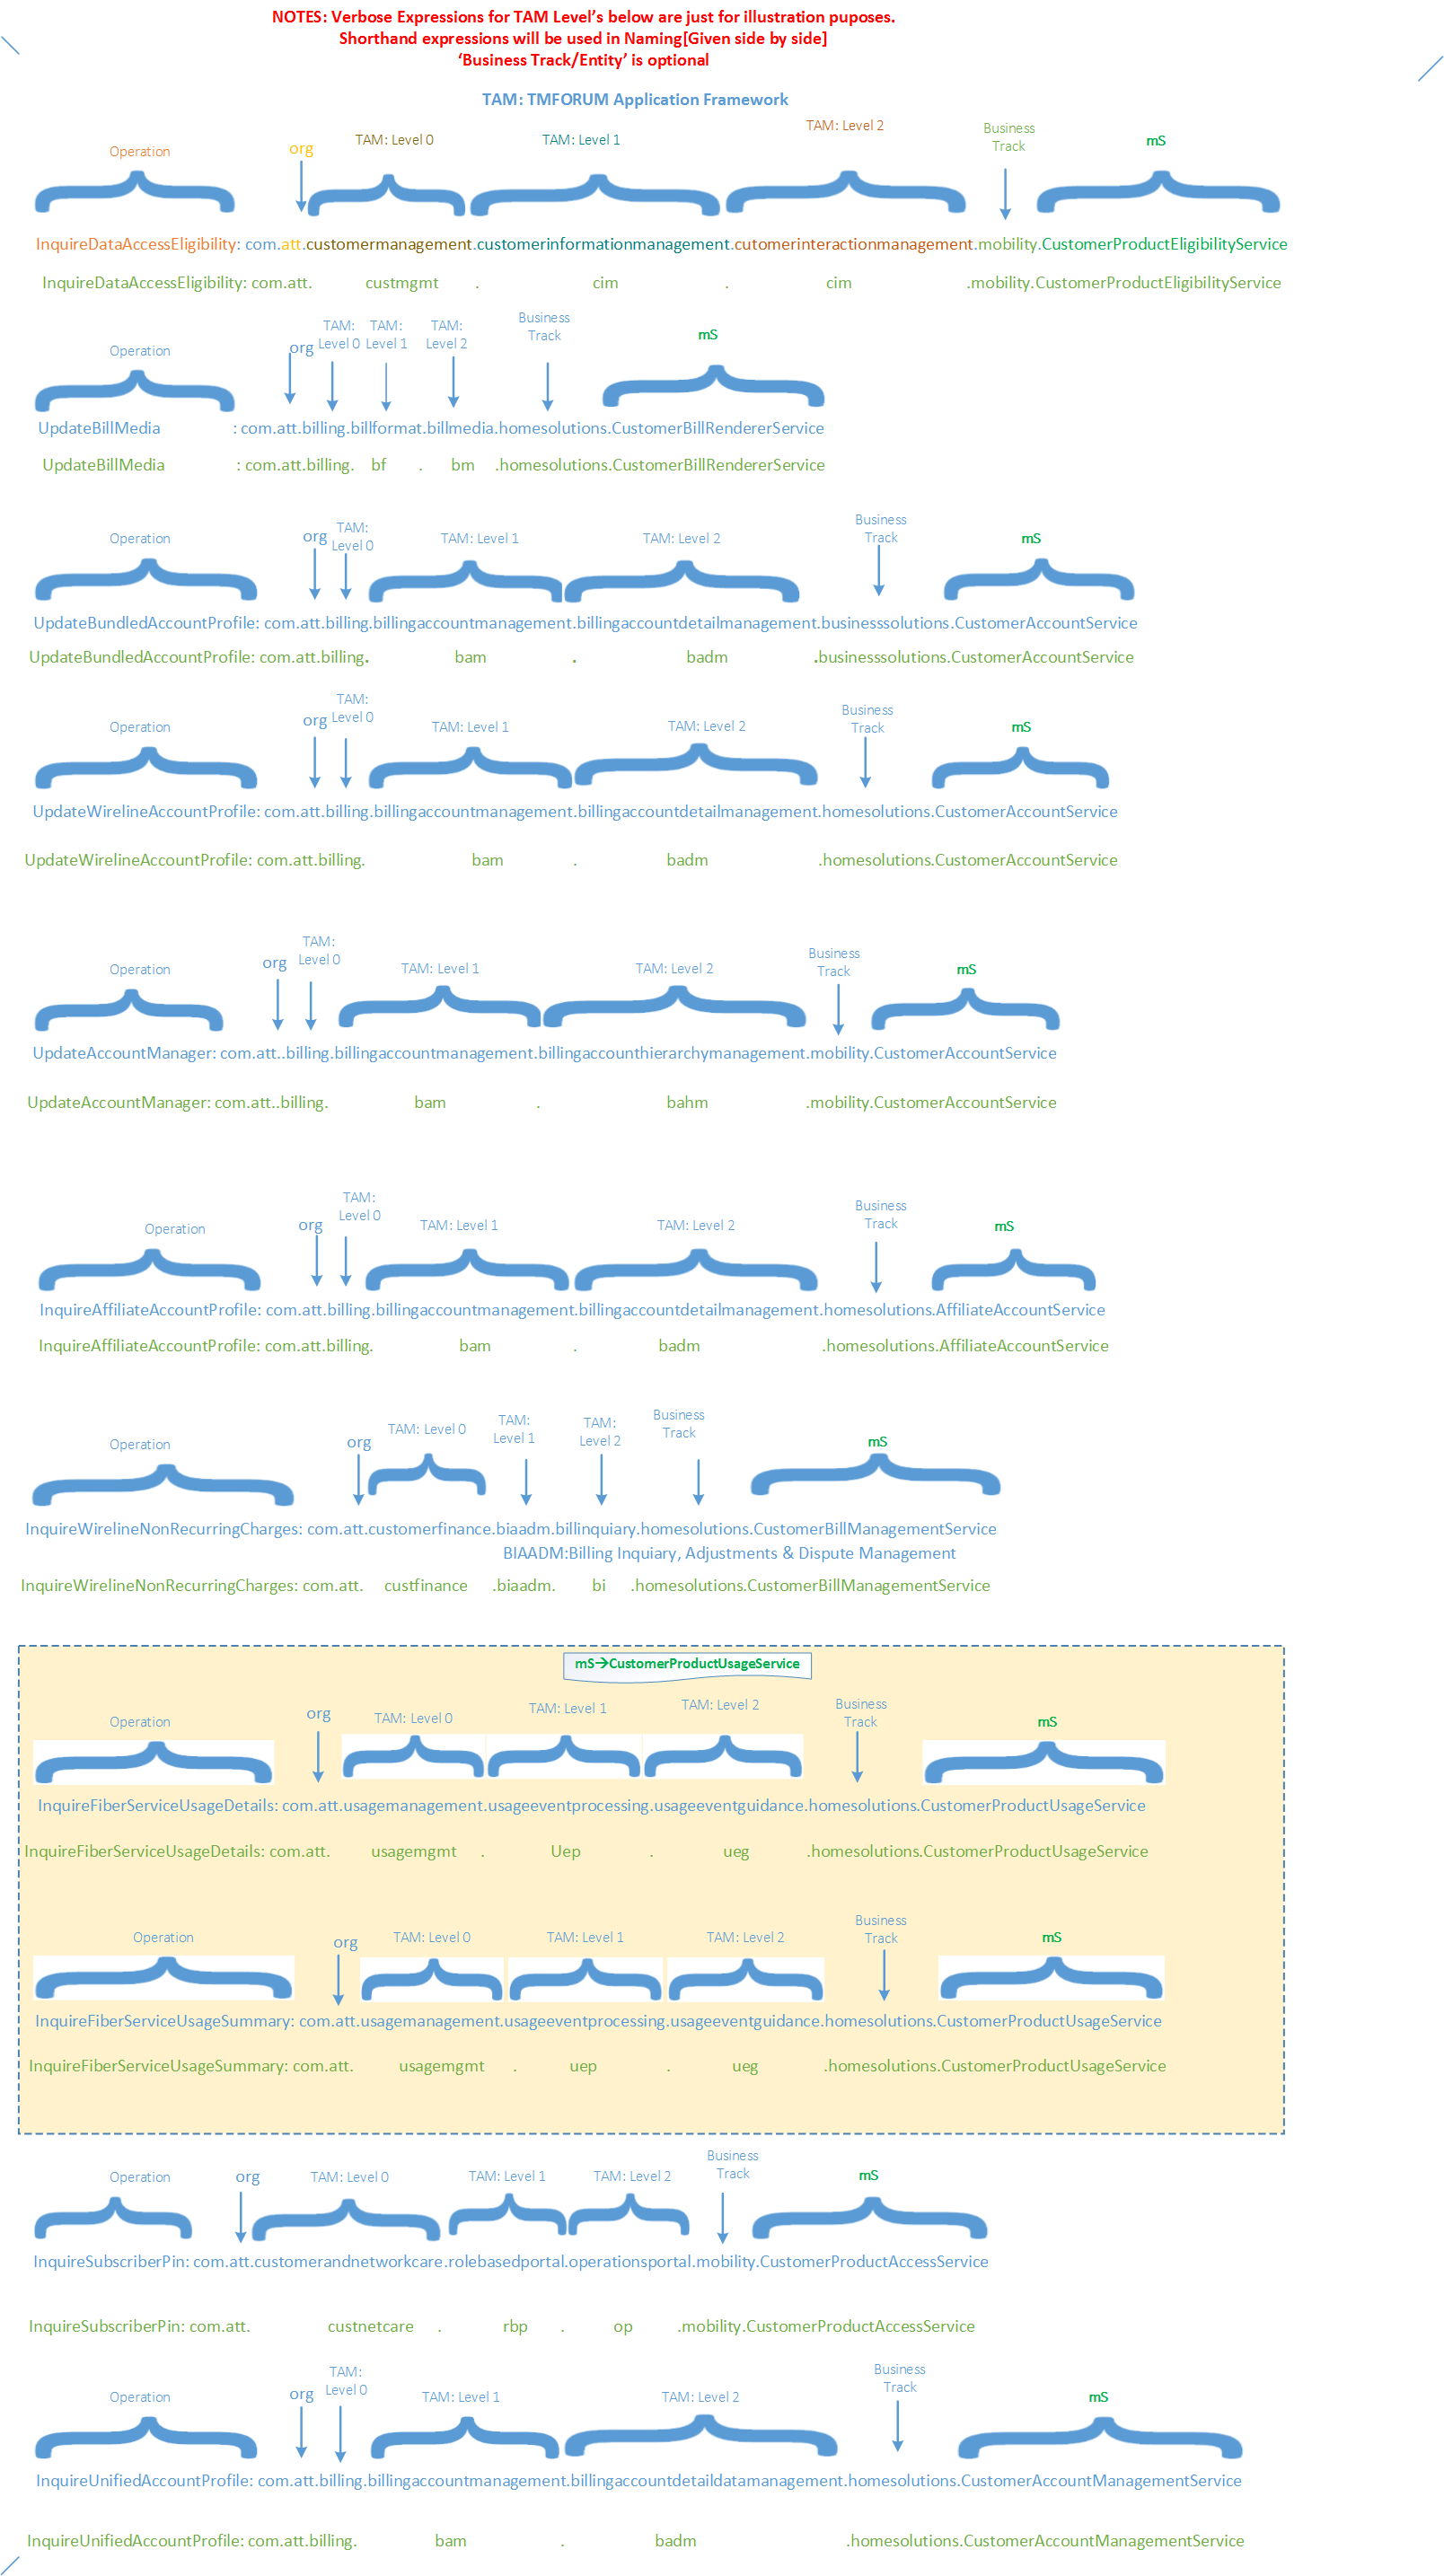 NOTES: Verbose Expressions for TAM Level’s below are just for illustration puposes.
Shorthand expressions will be used in Naming[Given side by side]
‘Business Track/Entity’ is optional
TAM: TMFORUM Application Framework
Operation org TAM: Level 0 TAM: Level 1 TAM: Level 2 Business Track mS
InquireDataAccessEligibility: com.att.customermanagement.customerinformationmanagement.cutomerinteractionmanagement.mobility.CustomerProductEligibilityService
InquireDataAccessEligibility: com.att. custmgmt . cim . cim .mobility.CustomerProductEligibilityService
Operation org TAM: Level 0 TAM: Level 1 TAM: Level 2 Business Track mS
UpdateBillMedia : com.att.billing.billformat.billmedia.homesolutions.CustomerBillRendererService
UpdateBillMedia : com.att.billing. bf . bm .homesolutions.CustomerBillRendererService
Operation org TAM: Level 0 TAM: Level 1 TAM: Level 2 Business Track mS
UpdateBundledAccountProfile: com.att.billing.billingaccountmanagement.billingaccountdetailmanagement.businesssolutions.CustomerAccountService
UpdateBundledAccountProfile: com.att.billing. bam . badm .businesssolutions.CustomerAccountService
Operation org TAM: Level 0 TAM: Level 1 TAM: Level 2 Business Track mS
UpdateWirelineAccountProfile: com.att.billing.billingaccountmanagement.billingaccountdetailmanagement.homesolutions.CustomerAccountService
UpdateWirelineAccountProfile: com.att.billing. bam . badm .homesolutions.CustomerAccountService
Operation org TAM: Level 0 TAM: Level 1 TAM: Level 2 Business Track mS
UpdateAccountManager: com.att..billing.billingaccountmanagement.billingaccounthierarchymanagement.mobility.CustomerAccountService
UpdateAccountManager: com.att..billing. bam . bahm .mobility.CustomerAccountService
Operation org TAM: Level 0 TAM: Level 1 TAM: Level 2 Business Track mS
InquireAffiliateAccountProfile: com.att.billing.billingaccountmanagement.billingaccountdetailmanagement.homesolutions.AffiliateAccountService
InquireAffiliateAccountProfile: com.att.billing. bam . badm .homesolutions.AffiliateAccountService
Operation org TAM: Level 0 TAM: Level 1 TAM: Level 2 Business Track mS
InquireWirelineNonRecurringCharges: com.att.customerfinance.biaadm.billinquiary.homesolutions.CustomerBillManagementService
BIAADM:Billing Inquiary, Adjustments & Dispute Management
InquireWirelineNonRecurringCharges: com.att. custfinance .biaadm. bi .homesolutions.CustomerBillManagementService
mS→CustomerProductUsageService
Operation org TAM: Level 0 TAM: Level 1 TAM: Level 2 Business Track mS
InquireFiberServiceUsageDetails: com.att.usagemanagement.usageeventprocessing.usageeventguidance.homesolutions.CustomerProductUsageService
InquireFiberServiceUsageDetails: com.att. usagemgmt . Uep . ueg .homesolutions.CustomerProductUsageService
Operation org TAM: Level 0 TAM: Level 1 TAM: Level 2 Business Track mS
InquireFiberServiceUsageSummary: com.att.usagemanagement.usageeventprocessing.usageeventguidance.homesolutions.CustomerProductUsageService
InquireFiberServiceUsageSummary: com.att. usagemgmt . uep . ueg .homesolutions.CustomerProductUsageService
Operation org TAM: Level 0 TAM: Level 1 TAM: Level 2 Business Track mS
InquireSubscriberPin: com.att.customerandnetworkcare.rolebasedportal.operationsportal.mobility.CustomerProductAccessService
InquireSubscriberPin: com.att. custnetcare . rbp . op .mobility.CustomerProductAccessService
Operation org TAM: Level 0 TAM: Level 1 TAM: Level 2 Business Track mS
InquireUnifiedAccountProfile: com.att.billing.billingaccountmanagement.billingaccountdetaildatamanagement.homesolutions.CustomerAccountManagementService
InquireUnifiedAccountProfile: com.att.billing. bam . badm .homesolutions.CustomerAccountManagementService